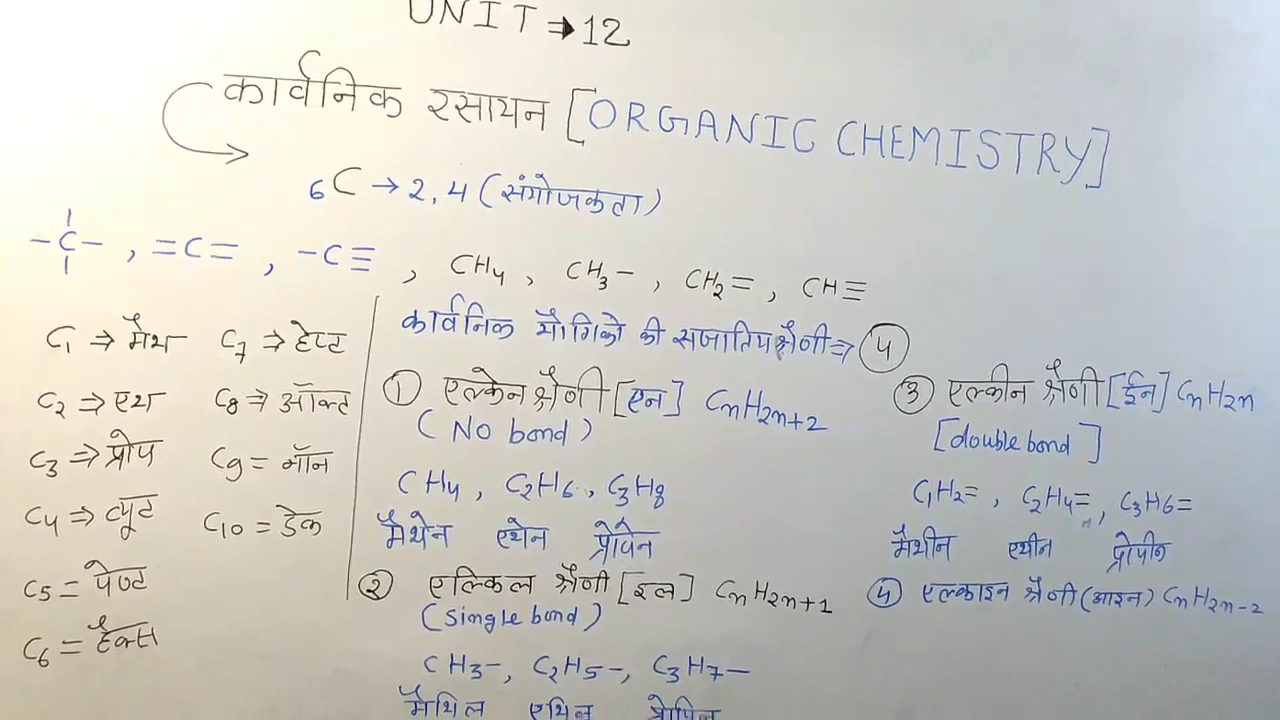 UNIT ⇒ 12
कार्वनिक रसायन [ORGANIC CHEMISTRY]
₆C → 2, 4 (संयोजकता)
-C-, =C=, -C≡, CH₄, CH₃-, CH₂=, CH≡
C₁ ⇒ मैथ
C₇ ⇒ हेप्ट
C₂ ⇒ एथ
C₈ ⇒ ऑक्ट
C₃ ⇒ प्रोप
C₉ = नॉन
C₄ ⇒ ब्यूट
C₁₀ = डेक
C₅ = पेण्ट
C₆ = हैक्स
कार्वनिक यौगिको की सजातिय श्रैणी ⇒ 4
① एल्केन श्रैणी [एन] CnH2n+2
(No bond)
CH₄, C₂H₆, C₃H₈
मैथेन एथेन प्रोपेन
② एल्किल श्रैणी [इल] CnH2n+1
(Single bond)
CH₃-, C₂H₅-, C₃H₇-
मैथिल एथिल प्रोपिल
③ एल्कीन श्रैणी [ईन] CnH2n
[double bond]
C₁H₂=, C₂H₄=, C₃H₆=
मैथीन एथीन प्रोपीन
④ एल्काइन श्रैणी (आइन) CnH2n-2